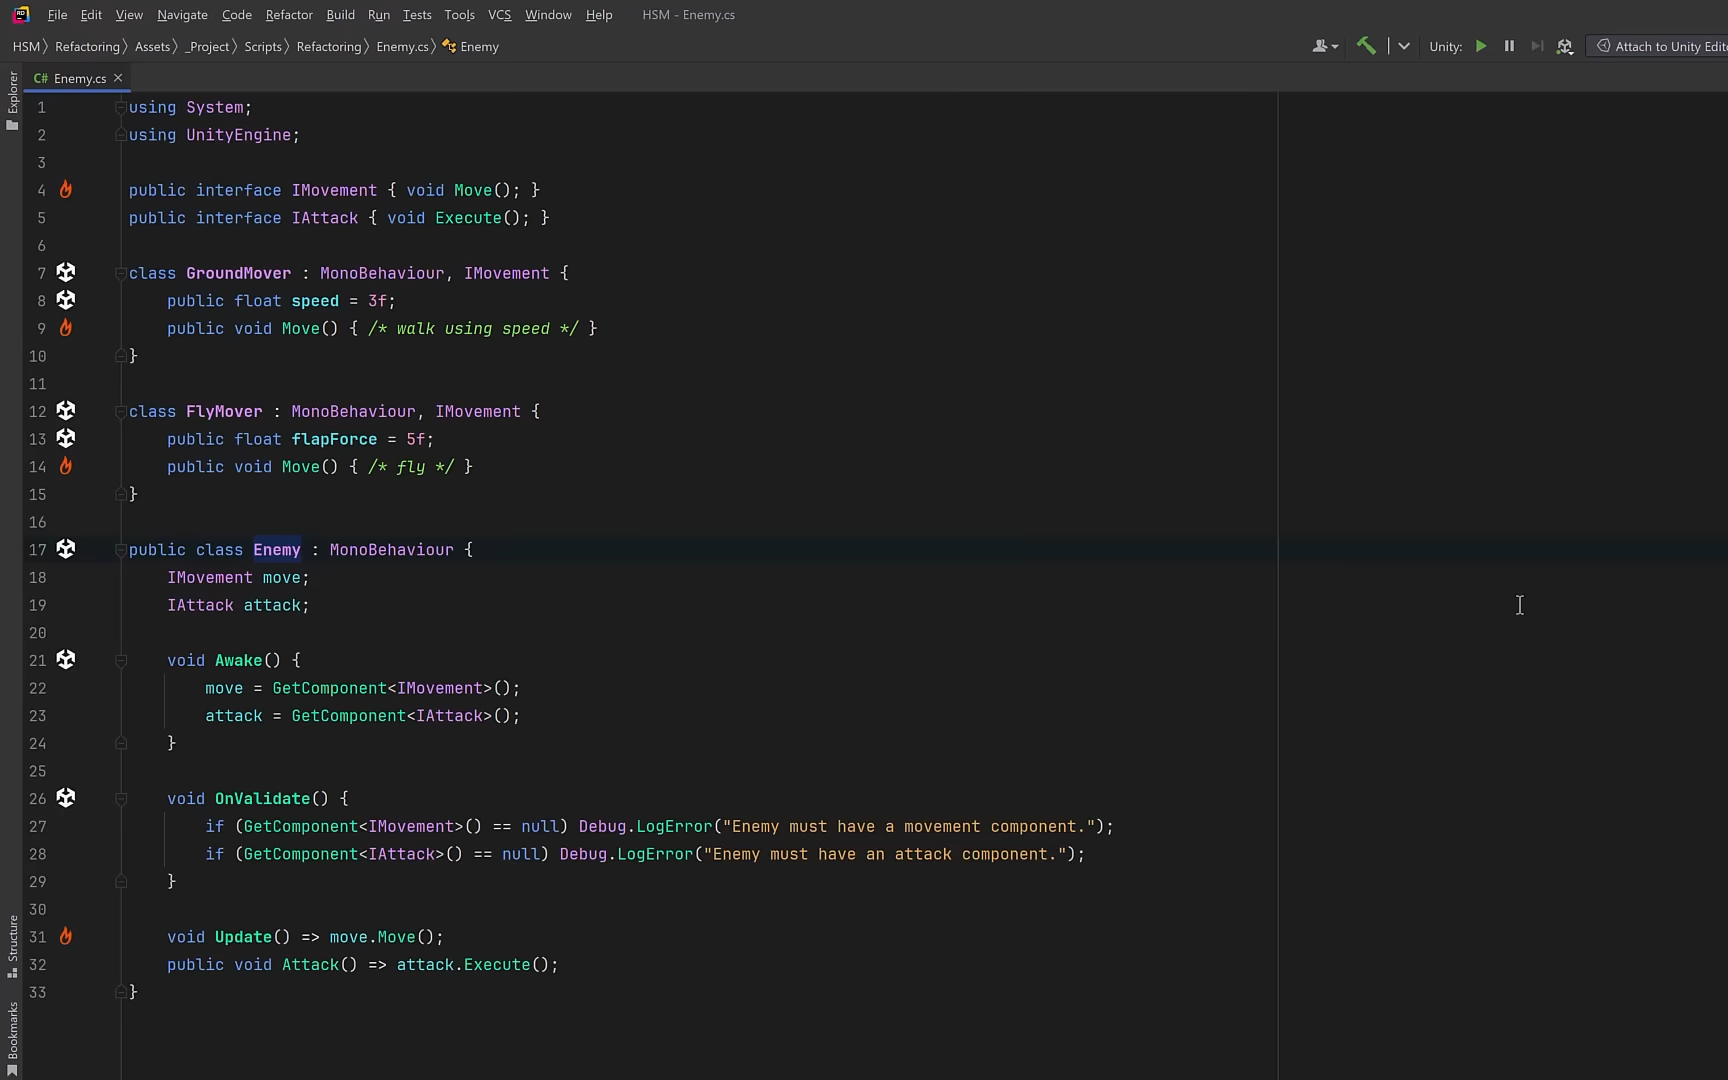 File Edit View Navigate Code Refactor Build Run Tests Tools VCS Window Help HSM - Enemy.cs
HSM Refactoring Assets _Project Scripts Refactoring Enemy.cs Enemy Unity: Attach to Unity Edito
Explorer
C# Enemy.cs
1 using System;
2 using UnityEngine;
3
4 public interface IMovement { void Move(); }
5 public interface IAttack { void Execute(); }
6
7 class GroundMover : MonoBehaviour, IMovement {
8 public float speed = 3f;
9 public void Move() { /* walk using speed */ }
10 }
11
12 class FlyMover : MonoBehaviour, IMovement {
13 public float flapForce = 5f;
14 public void Move() { /* fly */ }
15 }
16
17 public class Enemy : MonoBehaviour {
18 IMovement move;
19 IAttack attack;
20
21 void Awake() {
22 move = GetComponent<IMovement>();
23 attack = GetComponent<IAttack>();
24 }
25
26 void OnValidate() {
27 if (GetComponent<IMovement>() == null) Debug.LogError("Enemy must have a movement component.");
28 if (GetComponent<IAttack>() == null) Debug.LogError("Enemy must have an attack component.");
29 }
30
31 void Update() => move.Move();
32 public void Attack() => attack.Execute();
33 }
Structure
Bookmarks